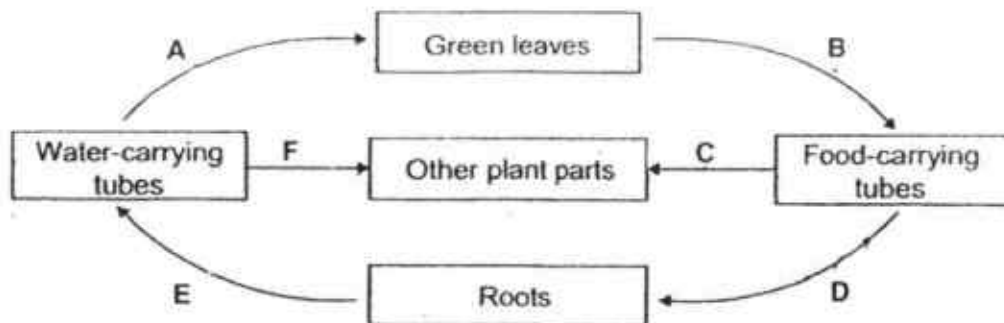 A
Green leaves
B
Water-carrying
tubes
F
Other plant parts
C
Food-carrying
tubes
E
Roots
D